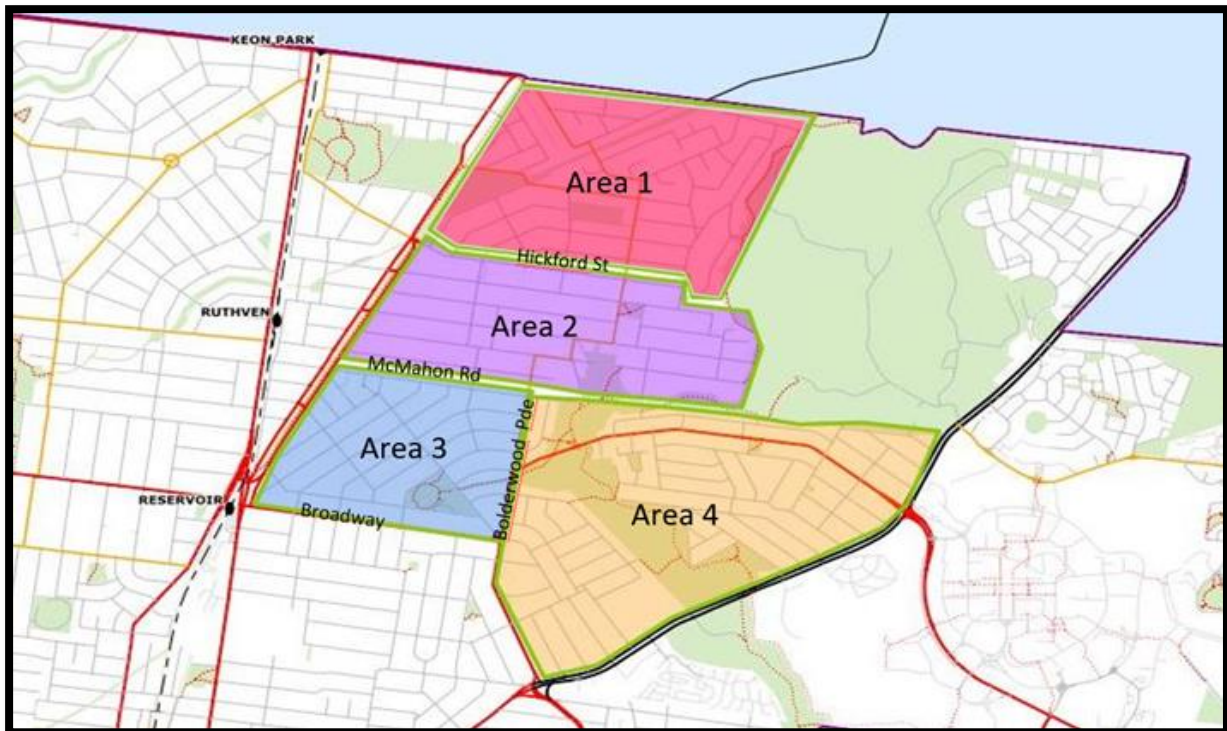 KEON PARK
Area 1
Hickford St
RUTHVEN
Area 2
McMahon Rd
Bolderwood Pde
Area 3
RESERVOIR
Broadway
Area 4